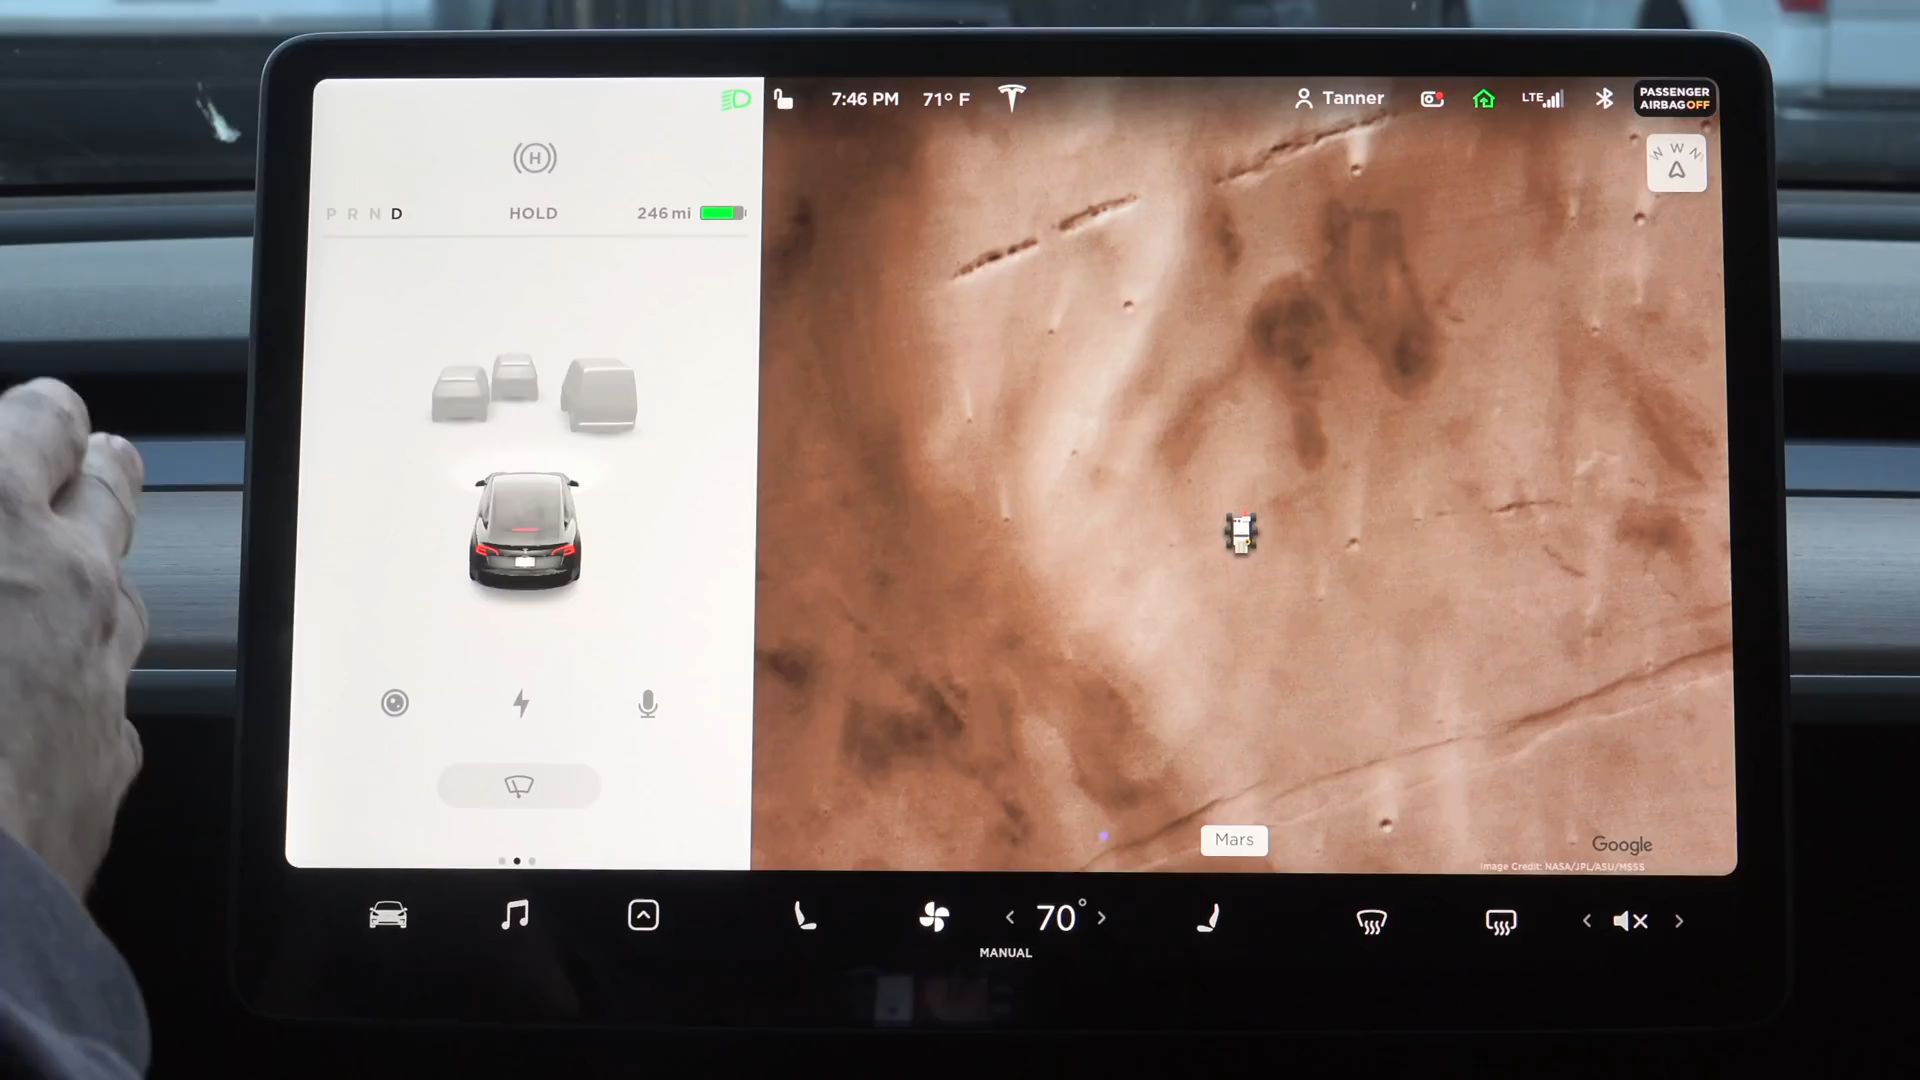 7:46 PM 71° F
Tanner
LTE
PASSENGER
AIRBAG OFF
W W N
H
P R N D
HOLD
246 mi
Mars
Google
Image Credit: NASA/JPL/ASU/MSSS
< 70° >
MANUAL